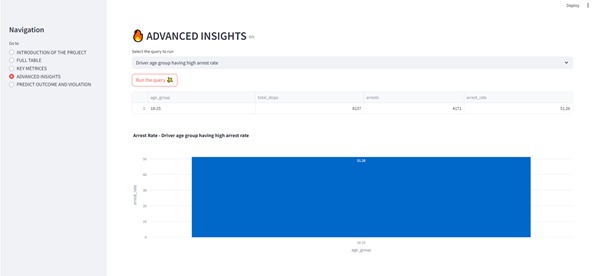 Deploy
Navigation
Go to
INTRODUCTION OF THE PROJECT
FULL TABLE
KEY METRICES
ADVANCED INSIGHTS
PREDICT OUTCOME AND VIOLATION
ADVANCED INSIGHTS
Select the query to run
Driver age group having high arrest rate
Run the query
age_group total_stops arrests arrest_rate
0 18-25 8137 4171 51.26
Arrest Rate - Driver age group having high arrest rate
51.26
50
40
30
20
10
0
arrest_rate
18-25
age_group